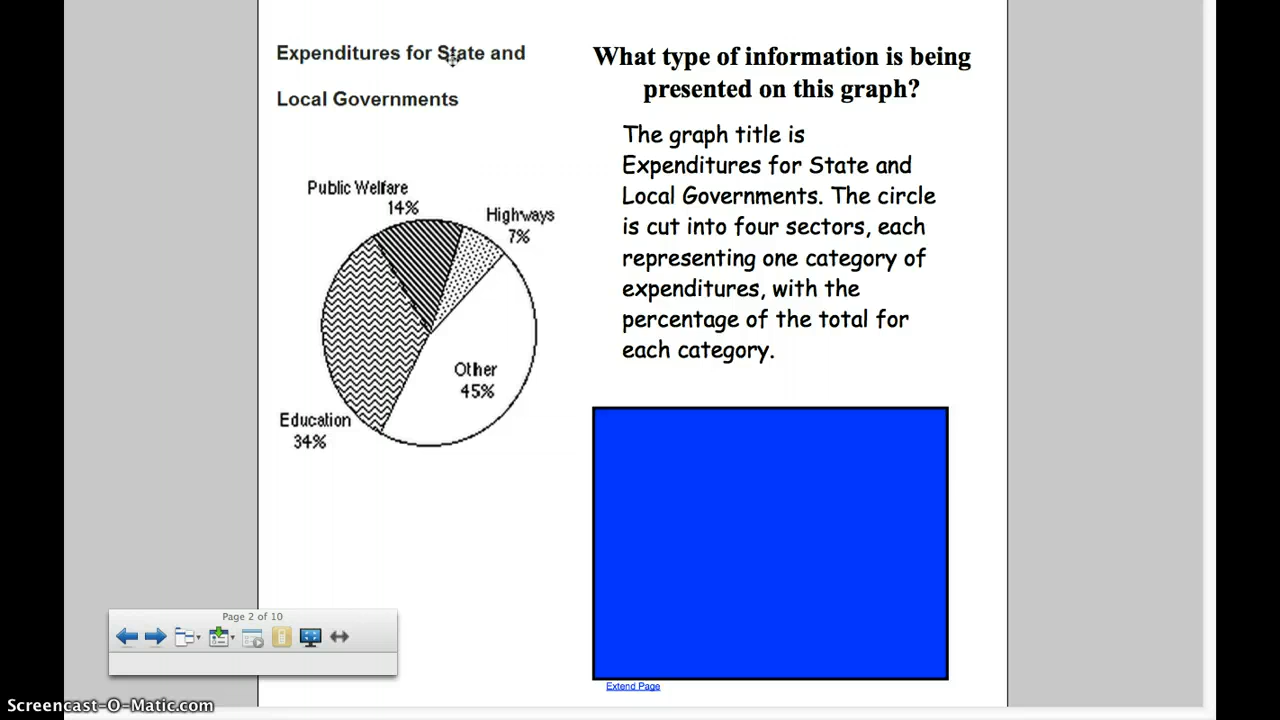 Expenditures for State and
Local Governments
What type of information is being
presented on this graph?
The graph title is
Expenditures for State and
Local Governments. The circle
is cut into four sectors, each
representing one category of
expenditures, with the
percentage of the total for
each category.
Public Welfare
14%
Highways
7%
Other
45%
Education
34%
Page 2 of 10
Extend Page
Screencast-O-Matic.com